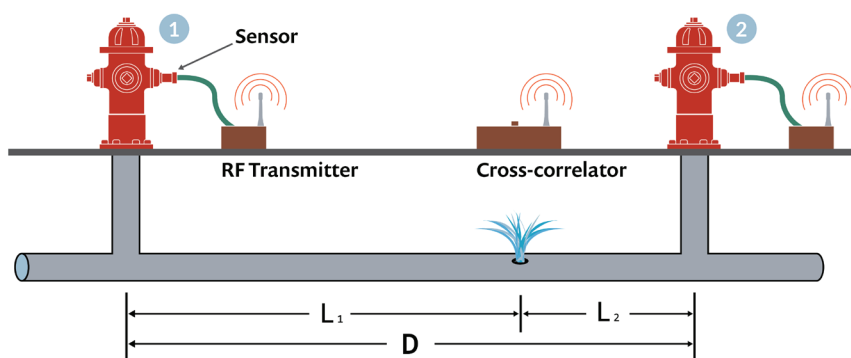 1
2
Sensor
RF Transmitter
Cross-correlator
L₁
L₂
D